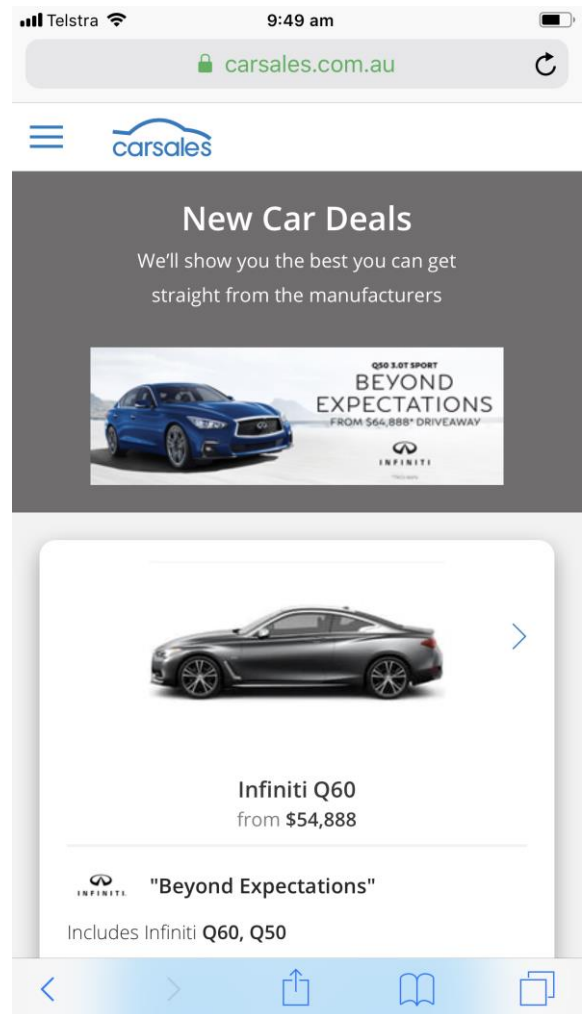 Telstra 9:49 am
carsales.com.au
carsales
New Car Deals
We'll show you the best you can get
straight from the manufacturers
Q50 3.0T SPORT
BEYOND
EXPECTATIONS
FROM $64,888* DRIVEAWAY
INFINITI
Infiniti Q60
from $54,888
INFINITI "Beyond Expectations"
Includes Infiniti Q60, Q50